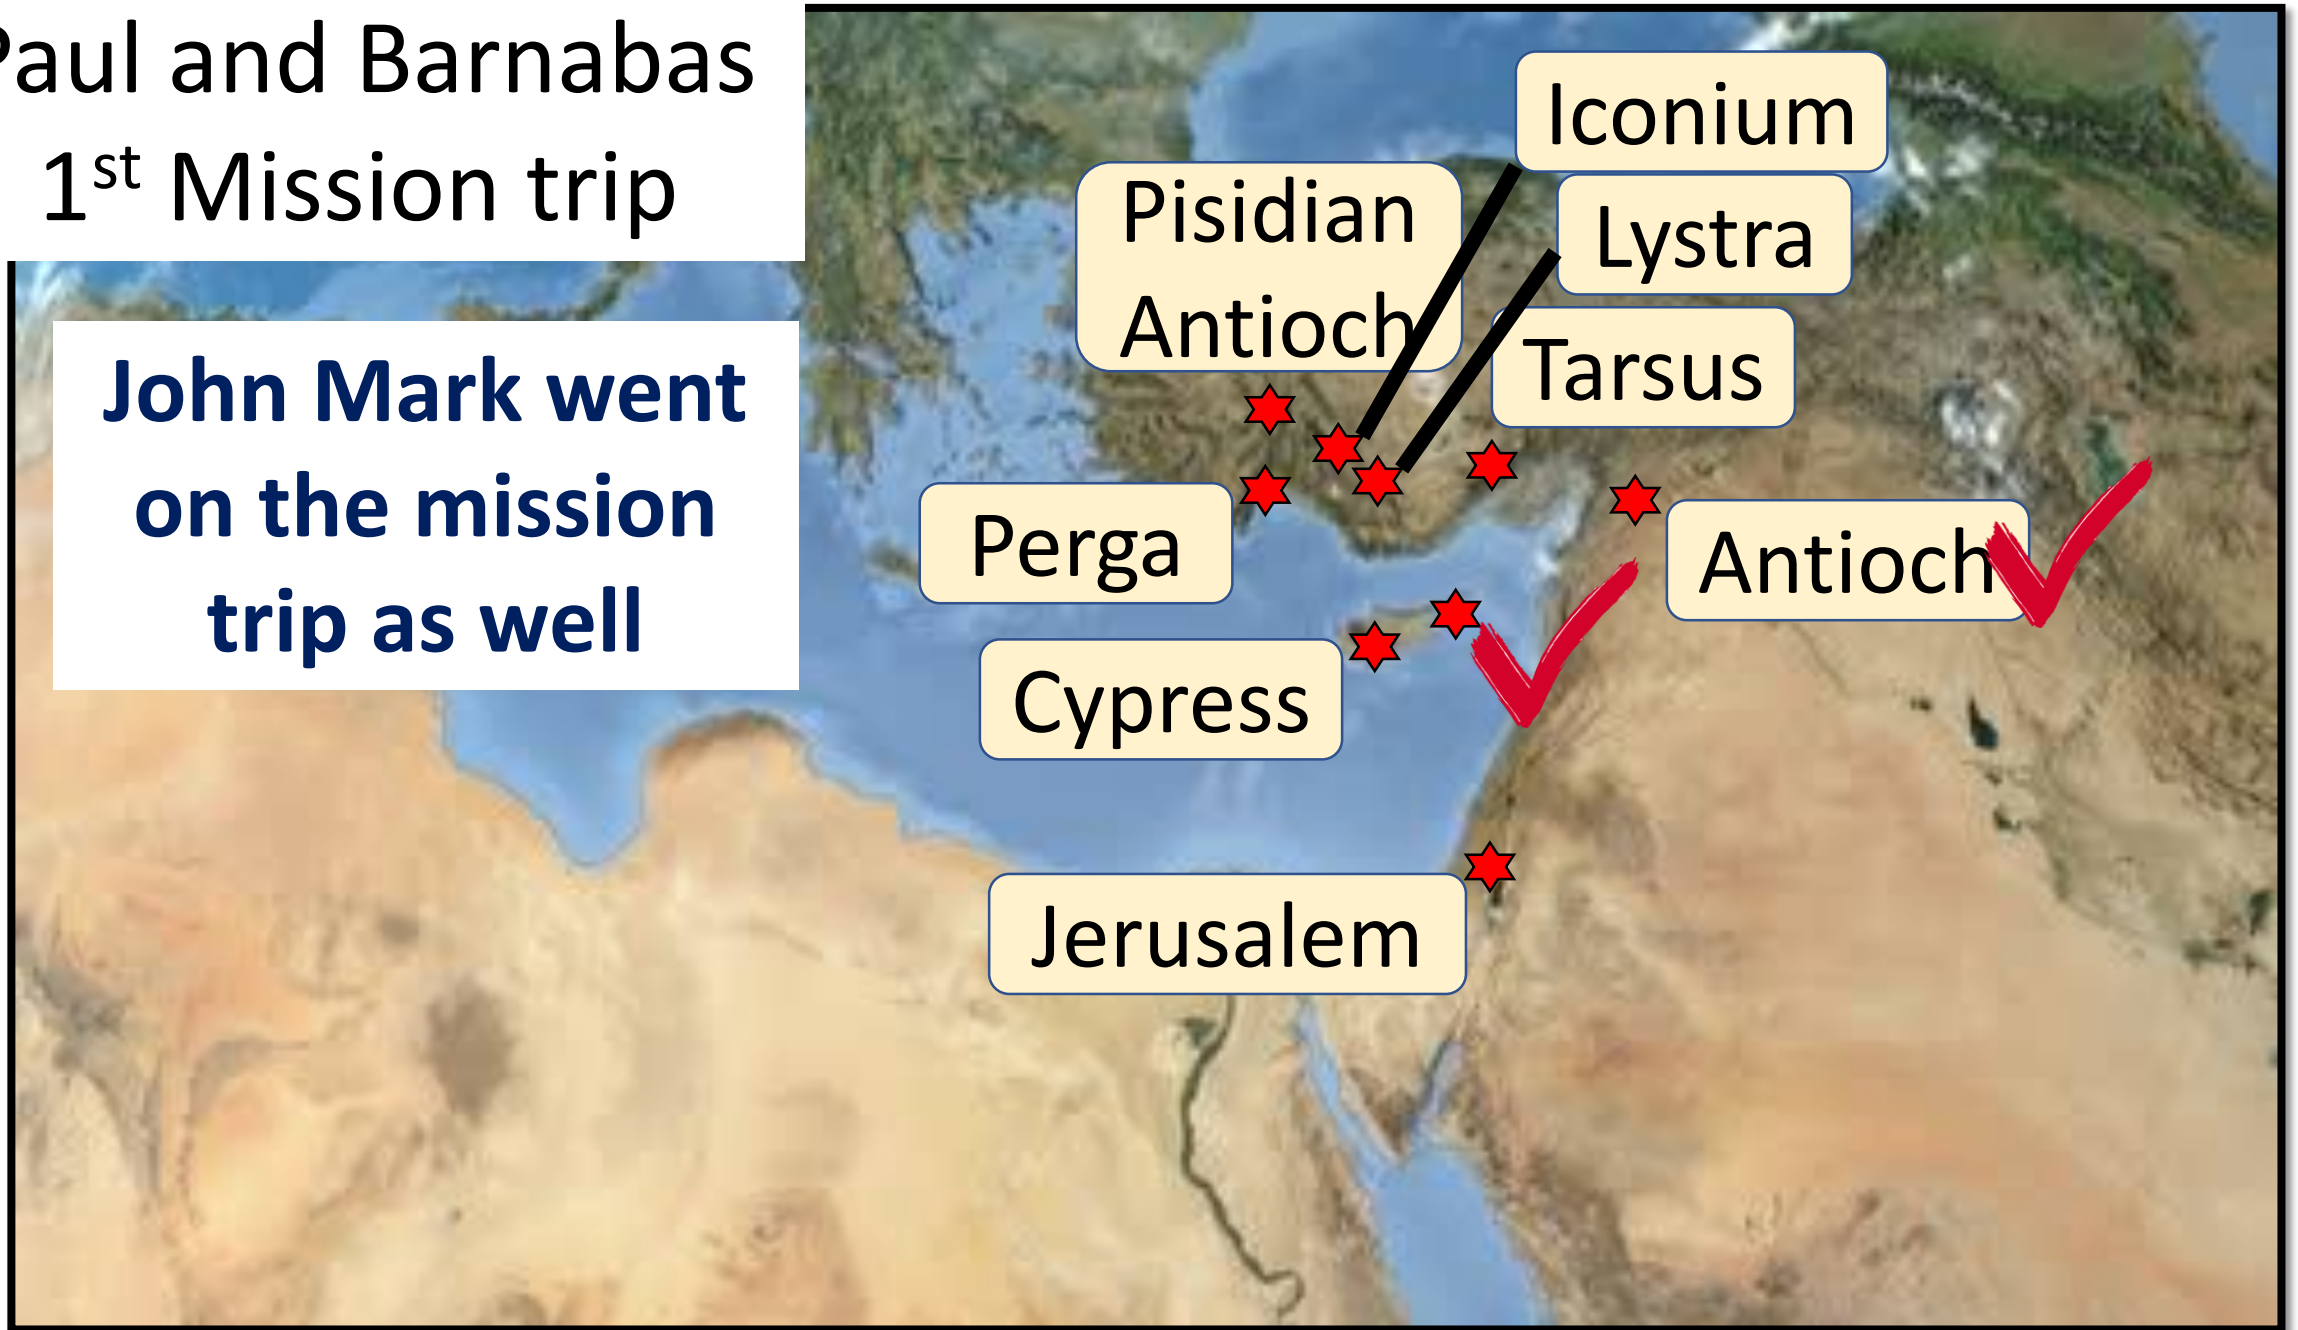 Paul and Barnabas
1st Mission trip
John Mark went
on the mission
trip as well
Iconium
Lystra
Pisidian
Antioch
Tarsus
Perga
Antioch
Cypress
Jerusalem